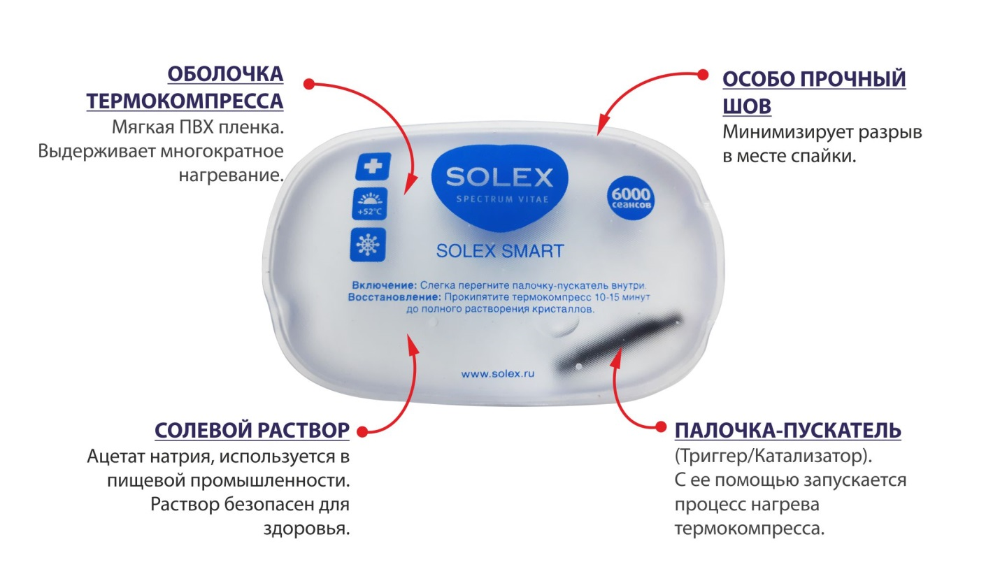 ОБОЛОЧКА
ТЕРМОКОМПРЕССА
Мягкая ПВХ пленка.
Выдерживает многократное
нагревание.
ОСОБО ПРОЧНЫЙ
ШОВ
Минимизирует разрыв
в месте спайки.
SOLEX
SPECTRUM VITAE
6000
сеансов
+52°C
SOLEX SMART
Включение: Слегка перегните палочку-пускатель внутри.
Восстановление: Прокипятите термокомпресс 10-15 минут
до полного растворения кристаллов.
www.solex.ru
СОЛЕВОЙ РАСТВОР
Ацетат натрия, используется в
пищевой промышленности.
Раствор безопасен для
здоровья.
ПАЛОЧКА-ПУСКАТЕЛЬ
(Триггер/Катализатор).
С ее помощью запускается
процесс нагрева
термокомпресса.